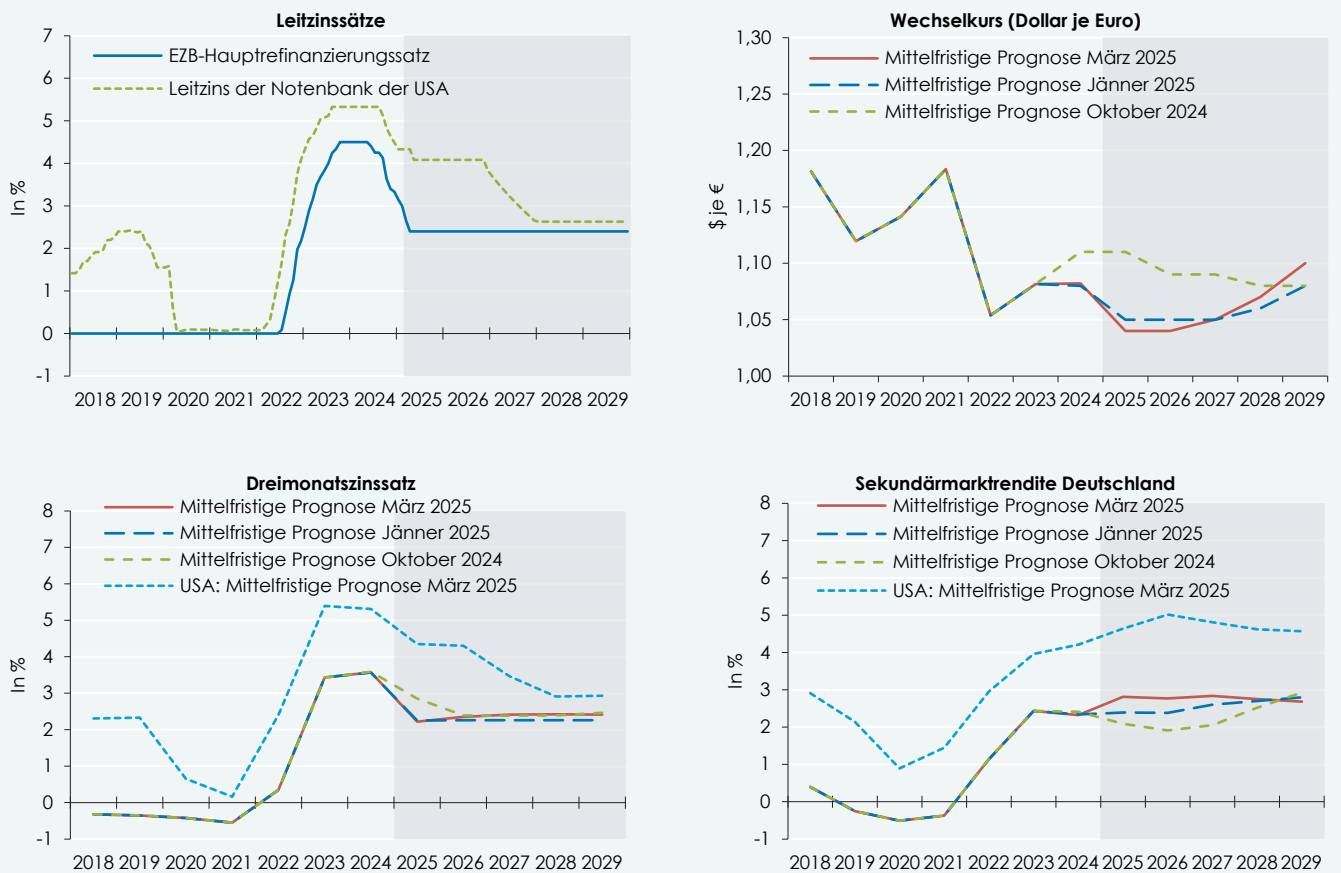 Leitzinssätze
7
6
5
4
3
2
1
0
-1
In %
EZB-Hauptrefinanzierungssatz
Leitzins der Notenbank der USA
2018 2019 2020 2021 2022 2023 2024 2025 2026 2027 2028 2029
Wechselkurs (Dollar je Euro)
1,30
1,25
1,20
1,15
1,10
1,05
1,00
$ je €
Mittelfristige Prognose März 2025
Mittelfristige Prognose Jänner 2025
Mittelfristige Prognose Oktober 2024
2018 2019 2020 2021 2022 2023 2024 2025 2026 2027 2028 2029
Dreimonatszinssatz
8
7
6
5
4
3
2
1
0
-1
In %
Mittelfristige Prognose März 2025
Mittelfristige Prognose Jänner 2025
Mittelfristige Prognose Oktober 2024
USA: Mittelfristige Prognose März 2025
2018 2019 2020 2021 2022 2023 2024 2025 2026 2027 2028 2029
Sekundärmarktrendite Deutschland
8
7
6
5
4
3
2
1
0
-1
In %
Mittelfristige Prognose März 2025
Mittelfristige Prognose Jänner 2025
Mittelfristige Prognose Oktober 2024
USA: Mittelfristige Prognose März 2025
2018 2019 2020 2021 2022 2023 2024 2025 2026 2027 2028 2029